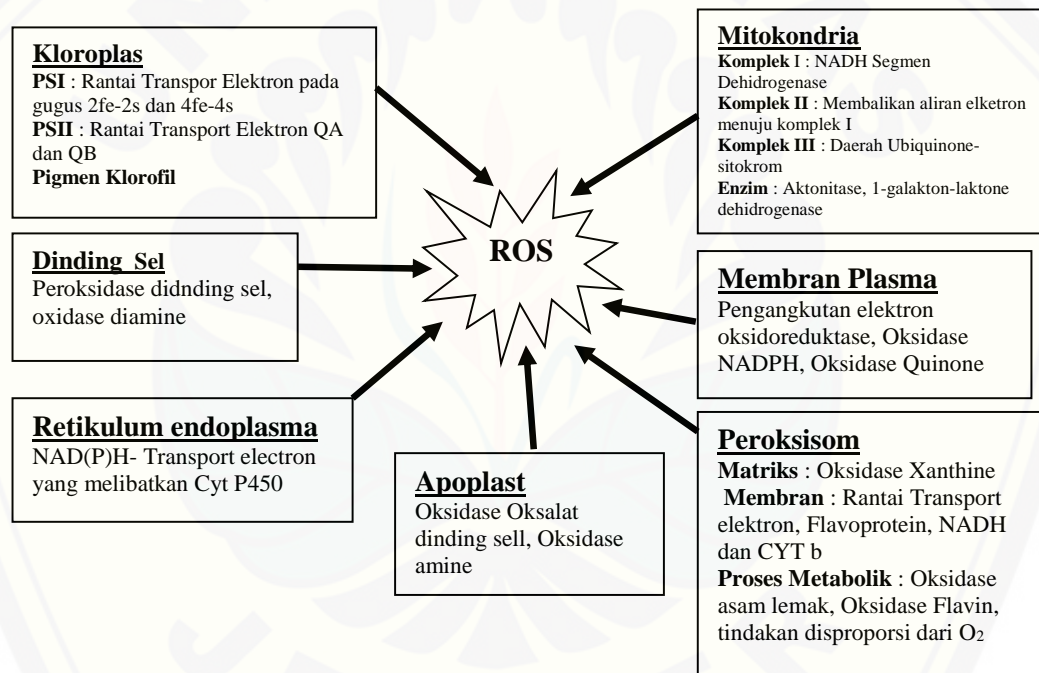 Kloroplas
PSI : Rantai Transpor Elektron pada
gugus 2fe-2s dan 4fe-4s
PSII : Rantai Transport Elektron QA
dan QB
Pigmen Klorofil
Dinding Sel
Peroksidase didnding sel,
oxidase diamine
Retikulum endoplasma
NAD(P)H- Transport electron
yang melibatkan Cyt P450
ROS
Apoplast
Oksidase Oksalat
dinding sell, Oksidase
amine
Mitokondria
Komplek I : NADH Segmen
Dehidrogenase
Komplek II : Membalikan aliran elketron
menuju komplek I
Komplek III : Daerah Ubiquinone-
sitokrom
Enzim : Aktonitase, 1-galakton-laktone
dehidrogenase
Membran Plasma
Pengangkutan elektron
oksidoreduktase, Oksidase
NADPH, Oksidase Quinone
Peroksisom
Matriks : Oksidase Xanthine
Membran : Rantai Transport
elektron, Flavoprotein, NADH
dan CYT b
Proses Metabolik : Oksidase
asam lemak, Oksidase Flavin,
tindakan disproporsi dari O₂